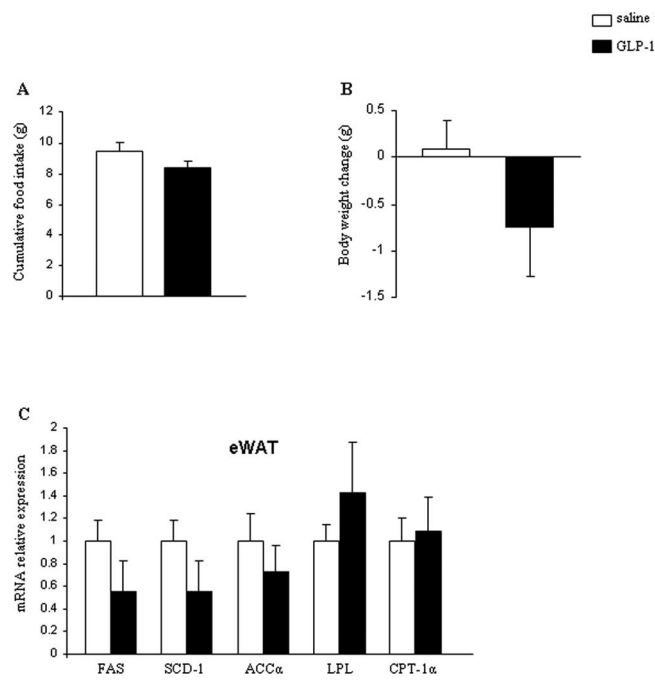 saline
GLP-1
A
Cumulative food intake (g)
12
10
8
6
4
2
0
B
Body weight change (g)
0.5
0
-0.5
-1
-1.5
C
mRNA relative expression
2
1.8
1.6
1.4
1.2
1
0.8
0.6
0.4
0.2
0
eWAT
FAS SCD-1 ACCα LPL CPT-1α